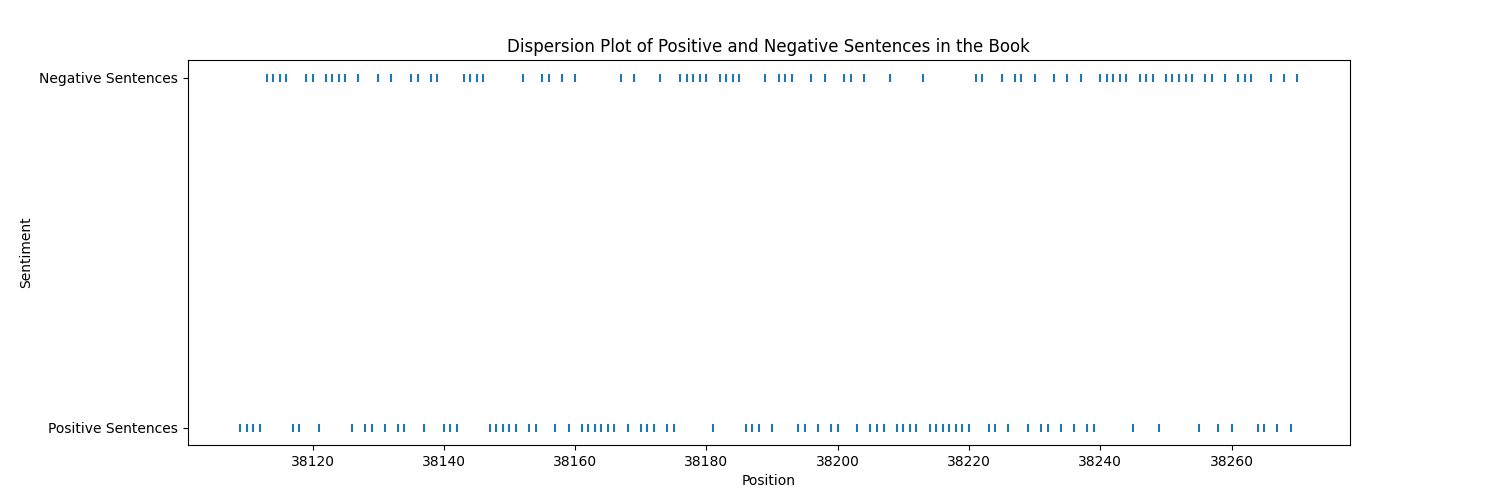 Dispersion Plot of Positive and Negative Sentences in the Book
Negative Sentences
Sentiment
Positive Sentences
38120 38140 38160 38180 38200 38220 38240 38260
Position